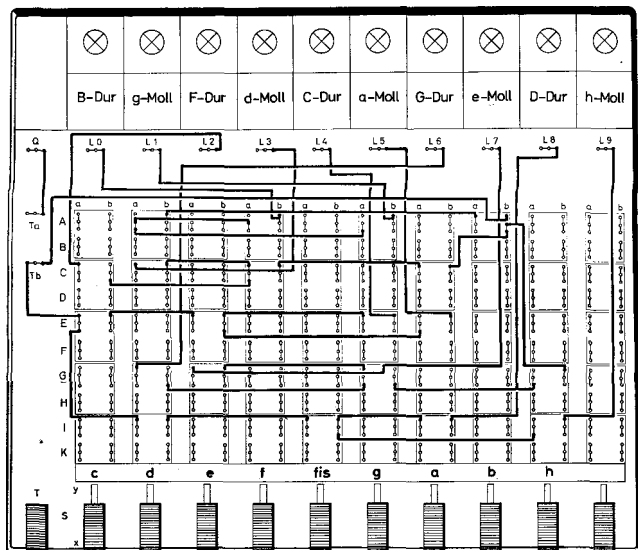 B-Dur g-Moll F-Dur d-Moll C-Dur a-Moll G-Dur e-Moll D-Dur h-Moll
Q L0 L1 L2 L3 L4 L5 L6 L7 L8 L9
a b a b a b a b a b a b a b a b a b a b
Ta A
B
Tb C
D
E
F
G
H
I
K
c d e f fis g a b h
T y
S
x